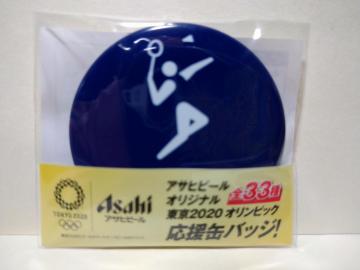 TOKYO 2020
Asahi
アサヒビール
アサヒビール
オリジナル
全33種
東京2020 オリンピック
応援缶バッジ!